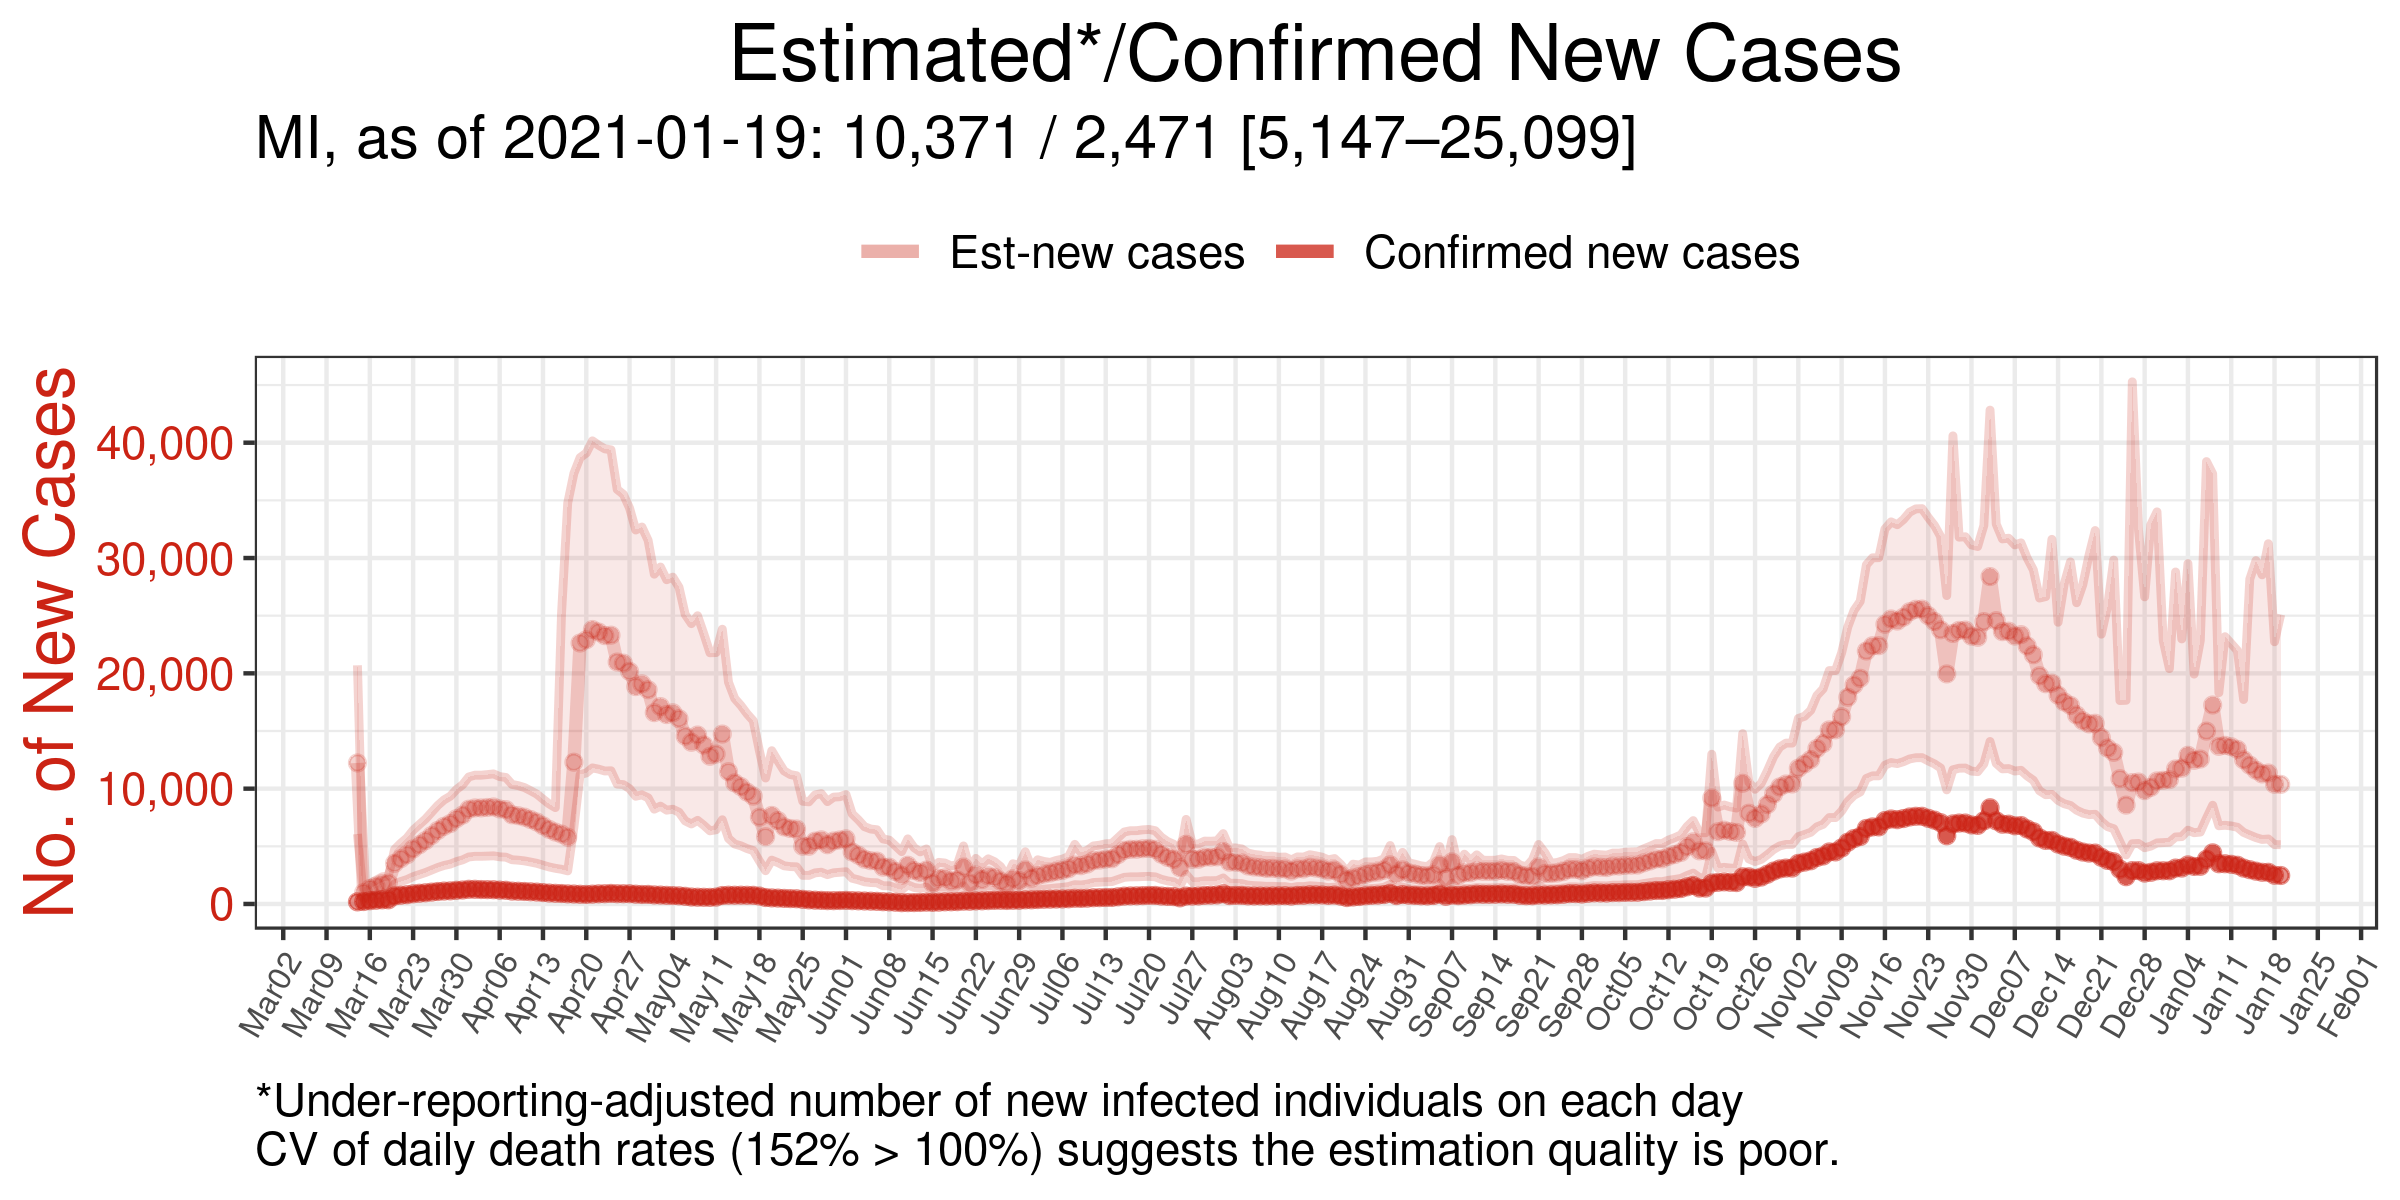 Estimated*/Confirmed New Cases
MI, as of 2021-01-19: 10,371 / 2,471 [5,147–25,099]
Est-new cases
Confirmed new cases
No. of New Cases
40,000
30,000
20,000
10,000
0
Mar02
Mar09
Mar16
Mar23
Mar30
Apr06
Apr13
Apr20
Apr27
May04
May11
May18
May25
Jun01
Jun08
Jun15
Jun22
Jun29
Jul06
Jul13
Jul20
Jul27
Aug03
Aug10
Aug17
Aug24
Aug31
Sep07
Sep14
Sep21
Sep28
Oct05
Oct12
Oct19
Oct26
Nov02
Nov09
Nov16
Nov23
Nov30
Dec07
Dec14
Dec21
Dec28
Jan04
Jan11
Jan18
Jan25
Feb01
*Under-reporting-adjusted number of new infected individuals on each day
CV of daily death rates (152% > 100%) suggests the estimation quality is poor.